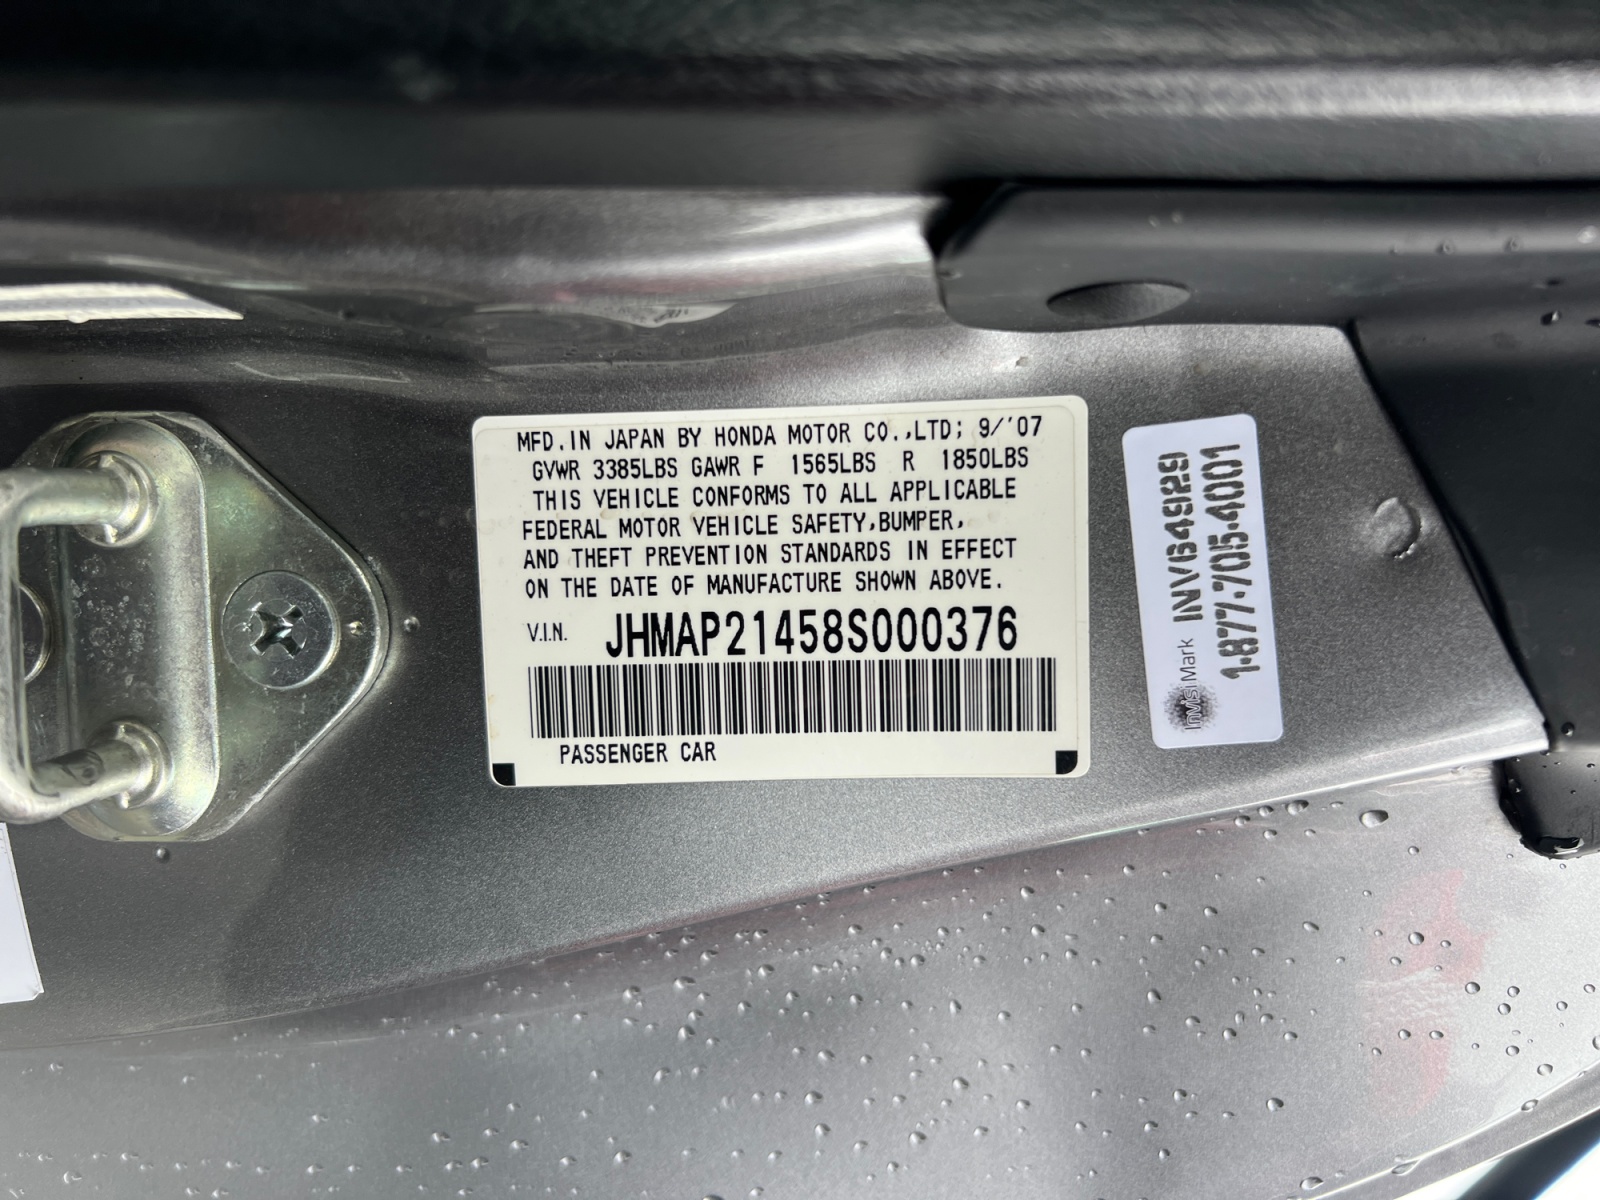 MFD.IN JAPAN BY HONDA MOTOR CO.,LTD; 9/'07
GVWR 3385LBS GAWR F 1565LBS R 1850LBS
THIS VEHICLE CONFORMS TO ALL APPLICABLE
FEDERAL MOTOR VEHICLE SAFETY,BUMPER,
AND THEFT PREVENTION STANDARDS IN EFFECT
ON THE DATE OF MANUFACTURE SHOWN ABOVE.
V.I.N. JHMAP21458S000376
PASSENGER CAR
InvisiMark INV64929
1-877-705-4001